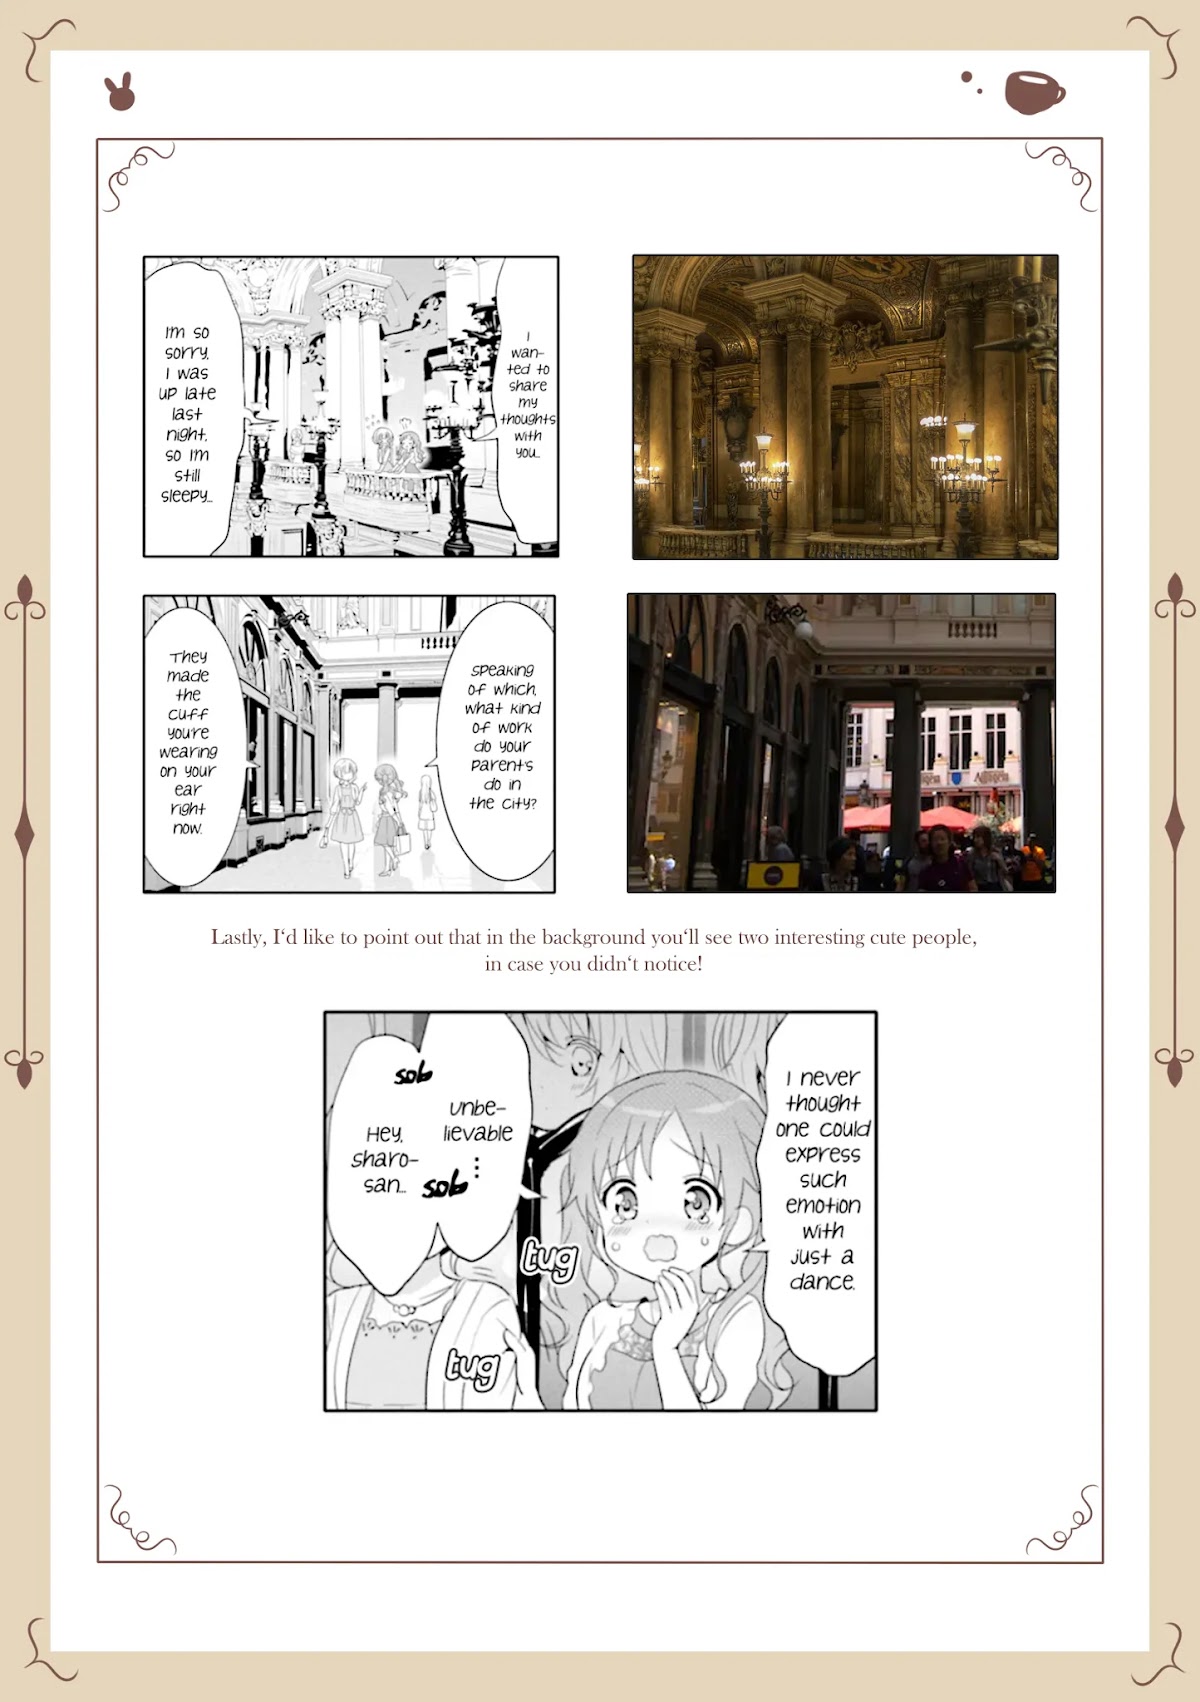 I
wan-
ted to
share
my
thoughts
with
you...
I'm so
sorry,
I was
up late
last
night,
so I'm
still
sleepy...
Speaking
of which,
what kind
of work
do your
parents
do in
the city?
They
made
the
cuff
you're
wearing
on your
ear
right
now.
Lastly, I'd like to point out that in the background you'll see two interesting cute people,
in case you didn't notice!
I never
thought
one could
express
such
emotion
with
just a
dance.
sob
Unbe-
lievable
...
sob
Hey,
sharo-
san...
tug
tug